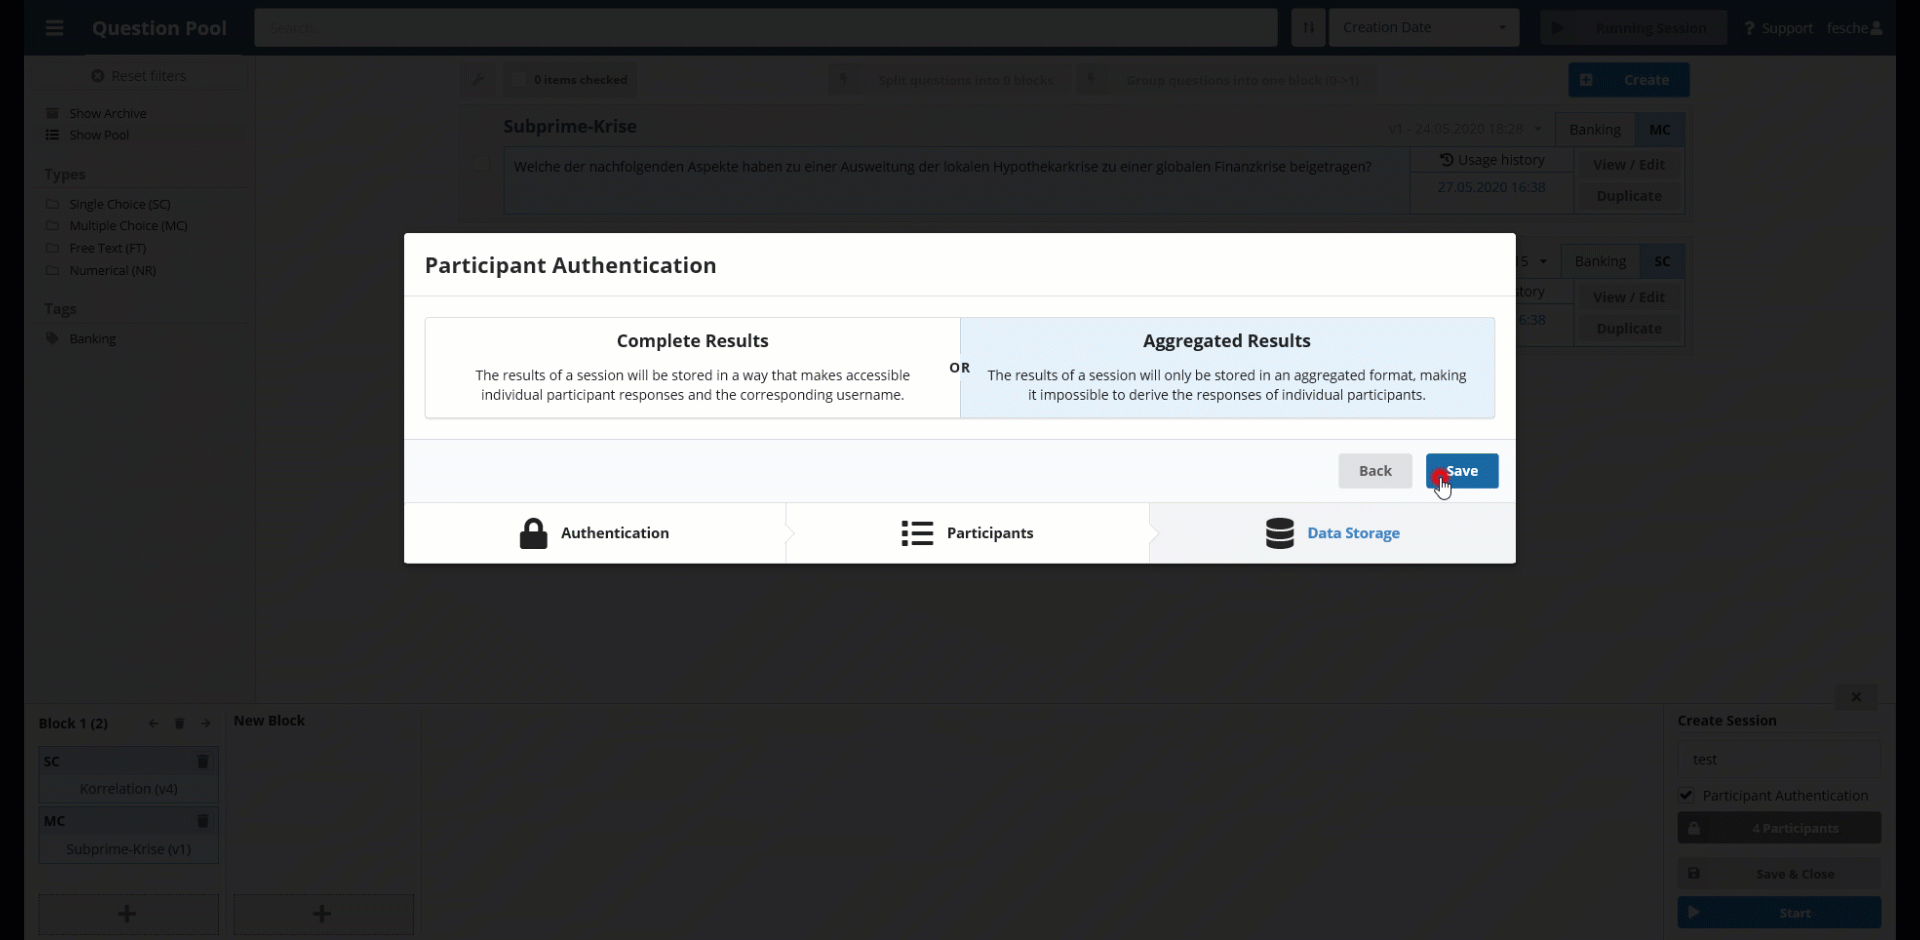 Question Pool
Search...
Creation Date
Running Session
? Support
fesche
Reset filters
0 items checked
Split questions into 0 blocks
Group questions into one block (0->1)
Create
Show Archive
Show Pool
Types
Single Choice (SC)
Multiple Choice (MC)
Free Text (FT)
Numerical (NR)
Tags
Banking
Subprime-Krise
v1 - 24.05.2020 18:28
Banking
MC
Welche der nachfolgenden Aspekte haben zu einer Ausweitung der lokalen Hypothekarkrise zu einer globalen Finanzkrise beigetragen?
Usage history
27.05.2020 16:38
View / Edit
Duplicate
15
Banking
SC
story
6:38
View / Edit
Duplicate
Participant Authentication
Complete Results
The results of a session will be stored in a way that makes accessible
individual participant responses and the corresponding username.
OR
Aggregated Results
The results of a session will only be stored in an aggregated format, making
it impossible to derive the responses of individual participants.
Back
Save
Authentication
Participants
Data Storage
Block 1 (2)
New Block
SC
Korrelation (v4)
MC
Subprime-Krise (v1)
Create Session
test
Participant Authentication
4 Participants
Save & Close
Start